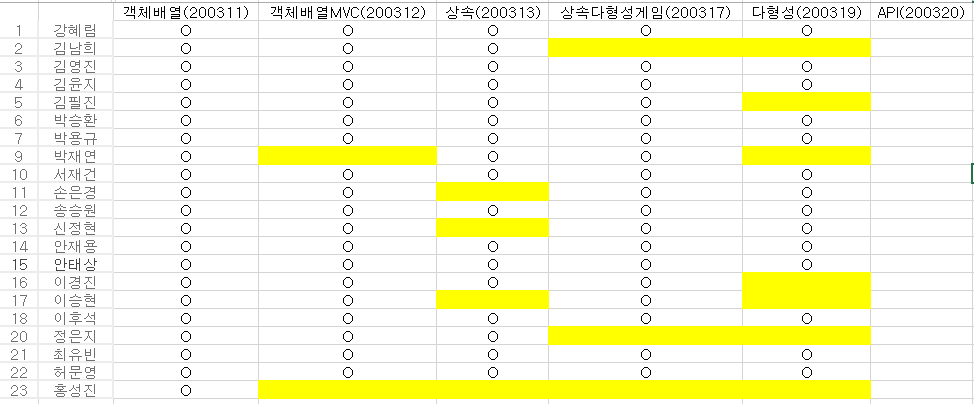 객체배열(200311) 객체배열MVC(200312) 상속(200313) 상속다형성게임(200317) 다형성(200319) API(200320)
1 강혜림 ○ ○ ○ ○ ○
2 김남희 ○ ○ ○
3 김영진 ○ ○ ○ ○ ○
4 김윤지 ○ ○ ○ ○ ○
5 김필진 ○ ○ ○ ○
6 박승환 ○ ○ ○ ○ ○
7 박용규 ○ ○ ○ ○ ○
9 박재연 ○ ○ ○
10 서재건 ○ ○ ○ ○ ○
11 손은경 ○ ○ ○ ○
12 송승원 ○ ○ ○ ○ ○
13 신정현 ○ ○ ○ ○
14 안재용 ○ ○ ○ ○ ○
15 안태상 ○ ○ ○ ○ ○
16 이경진 ○ ○ ○ ○
17 이승현 ○ ○ ○
18 이후석 ○ ○ ○ ○ ○
20 정은지 ○ ○ ○
21 최유빈 ○ ○ ○ ○ ○
22 허문영 ○ ○ ○ ○ ○
23 홍성진 ○